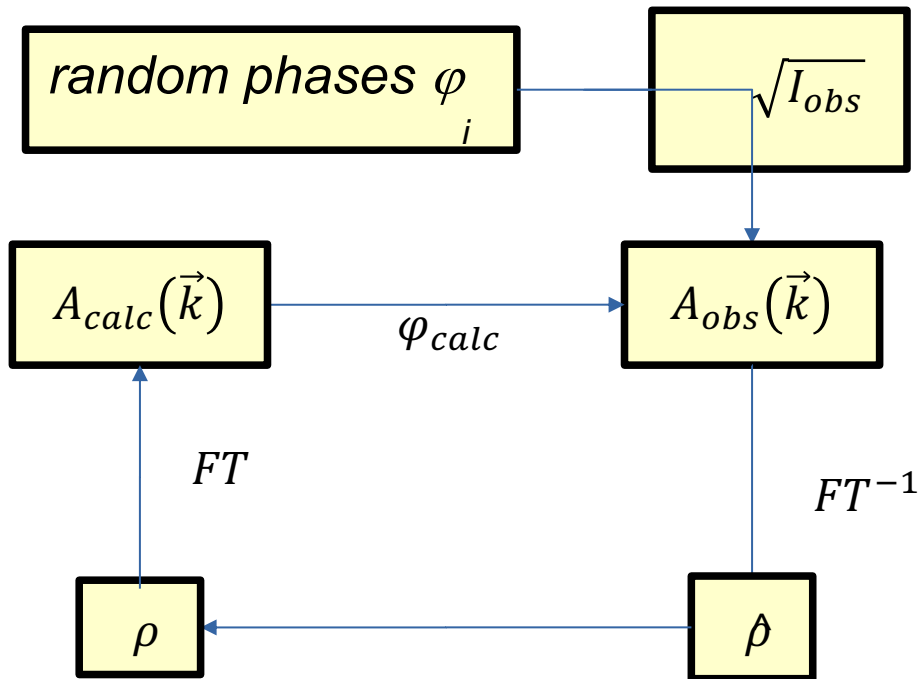 random phases φ
i
√I_obs
A_calc(k⃗)
A_obs(k⃗)
φ_calc
FT
FT⁻¹
ρ
ρ̂